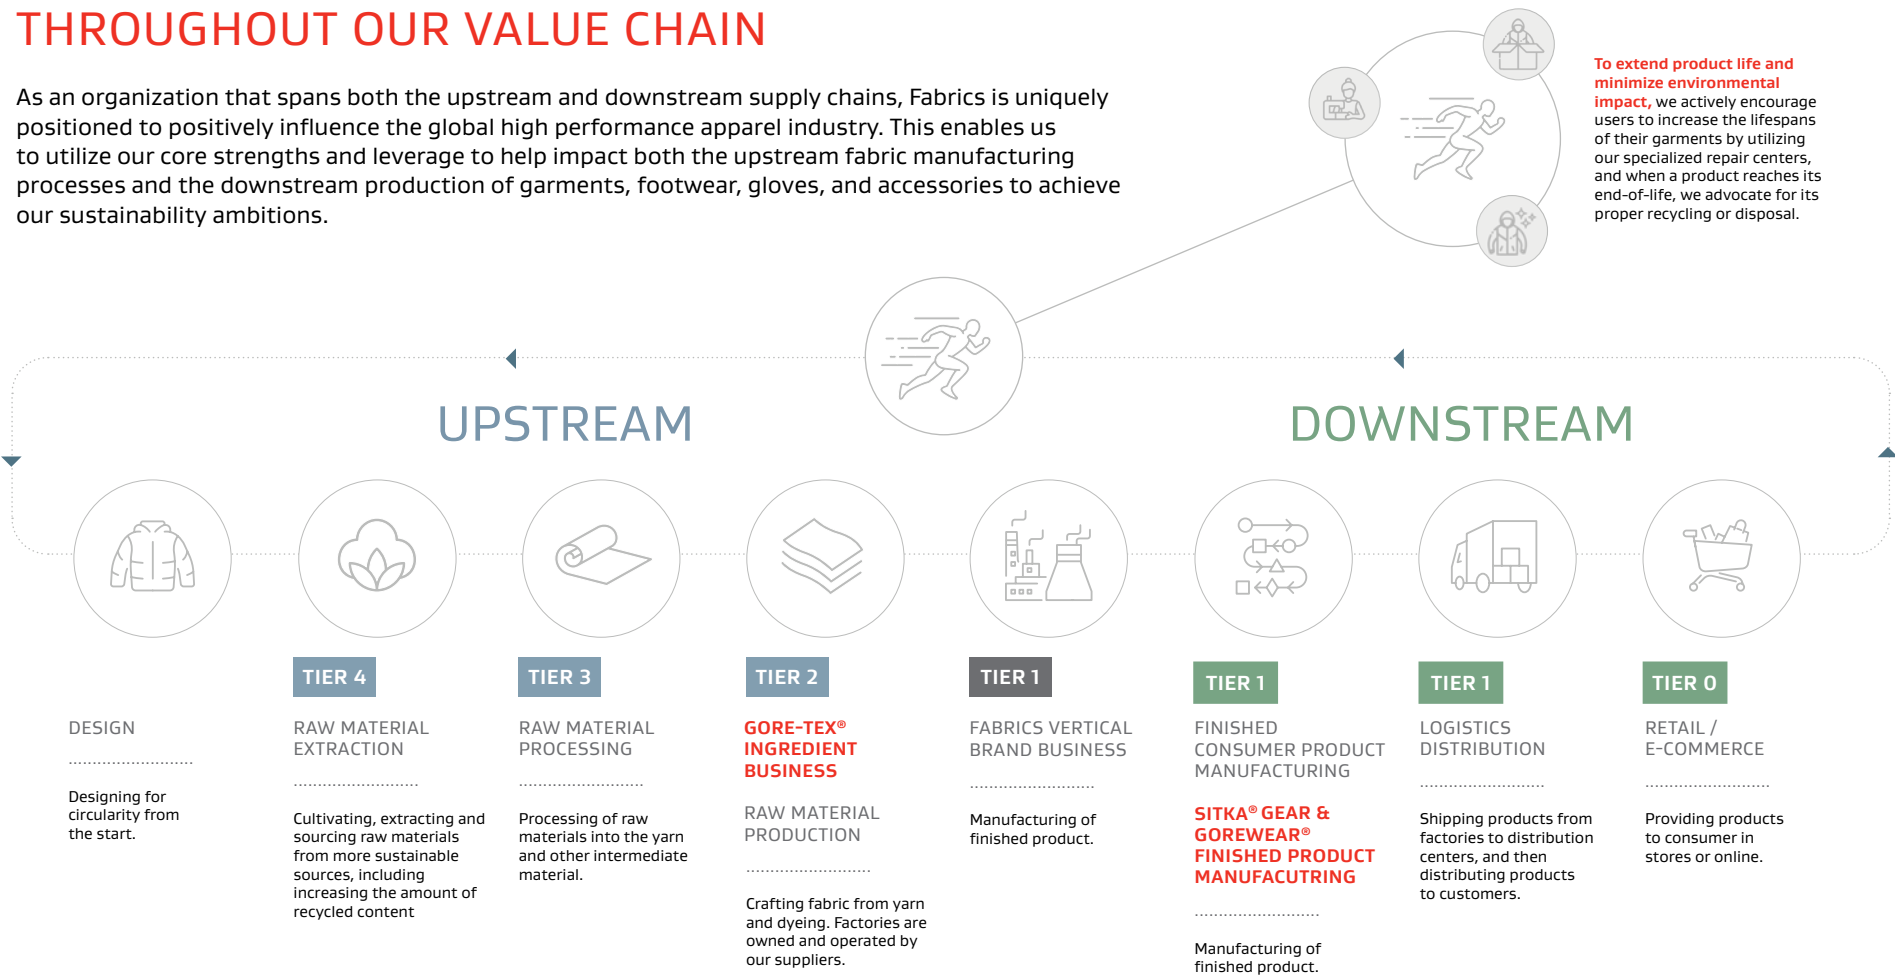 THROUGHOUT OUR VALUE CHAIN
As an organization that spans both the upstream and downstream supply chains, Fabrics is uniquely
positioned to positively influence the global high performance apparel industry. This enables us
to utilize our core strengths and leverage to help impact both the upstream fabric manufacturing
processes and the downstream production of garments, footwear, gloves, and accessories to achieve
our sustainability ambitions.
To extend product life and
minimize environmental
impact, we actively encourage
users to increase the lifespans
of their garments by utilizing
our specialized repair centers,
and when a product reaches its
end-of-life, we advocate for its
proper recycling or disposal.
UPSTREAM
DOWNSTREAM
DESIGN
Designing for
circularity from
the start.
TIER 4
RAW MATERIAL
EXTRACTION
Cultivating, extracting and
sourcing raw materials
from more sustainable
sources, including
increasing the amount of
recycled content
TIER 3
RAW MATERIAL
PROCESSING
Processing of raw
materials into the yarn
and other intermediate
material.
TIER 2
GORE-TEX®
INGREDIENT
BUSINESS
RAW MATERIAL
PRODUCTION
Crafting fabric from yarn
and dyeing. Factories are
owned and operated by
our suppliers.
TIER 1
FABRICS VERTICAL
BRAND BUSINESS
Manufacturing of
finished product.
TIER 1
FINISHED
CONSUMER PRODUCT
MANUFACTURING
SITKA® GEAR &
GOREWEAR®
FINISHED PRODUCT
MANUFACUTRING
Manufacturing of
finished product.
TIER 1
LOGISTICS
DISTRIBUTION
Shipping products from
factories to distribution
centers, and then
distributing products
to customers.
TIER 0
RETAIL /
E-COMMERCE
Providing products
to consumer in
stores or online.